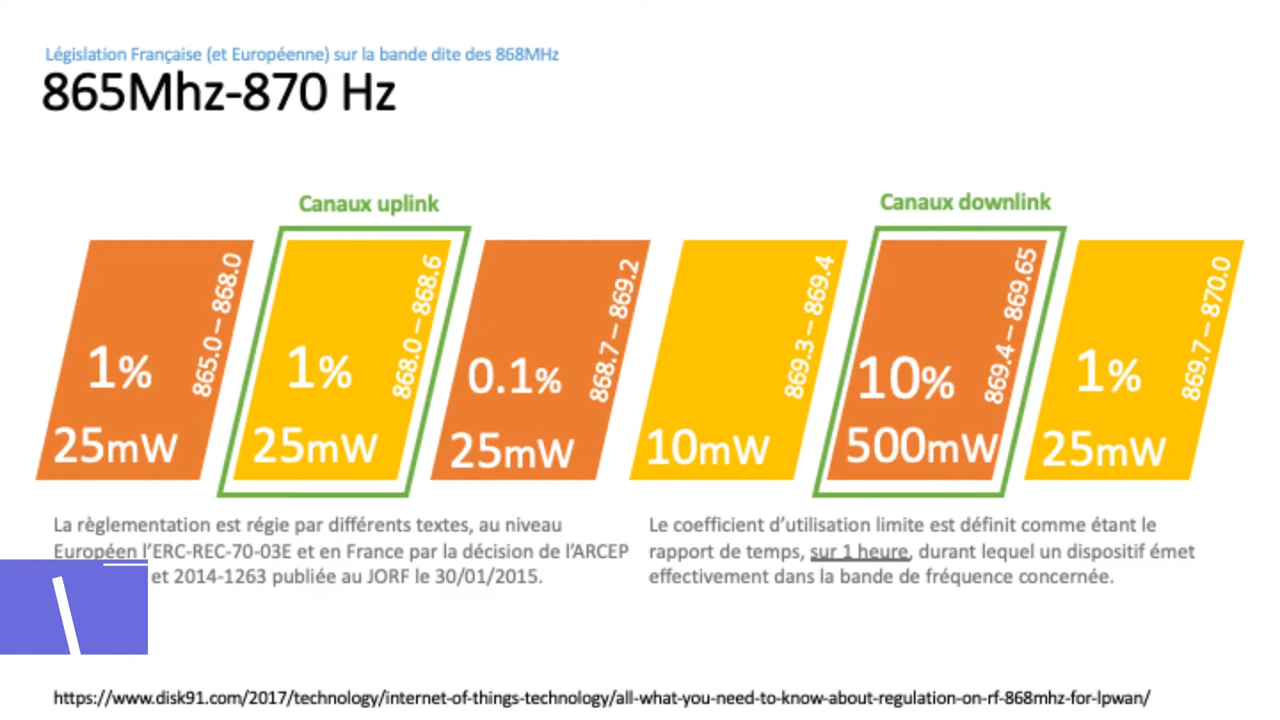 Législation Française (et Européenne) sur la bande dite des 868MHz
865Mhz-870 Hz
Canaux uplink
Canaux downlink
1%
25mW
865.0 – 868.0
1%
25mW
868.0 – 868.6
0.1%
25mW
868.7 – 869.2
10mW
869.3 – 869.4
10%
500mW
869.4 – 869.65
1%
25mW
869.7 – 870.0
La règlementation est régie par différents textes, au niveau
Européen l’ERC-REC-70-03E et en France par la décision de l’ARCEP
et 2014-1263 publiée au JORF le 30/01/2015.
Le coefficient d’utilisation limite est définit comme étant le
rapport de temps, sur 1 heure, durant lequel un dispositif émet
effectivement dans la bande de fréquence concernée.
https://www.disk91.com/2017/technology/internet-of-things-technology/all-what-you-need-to-know-about-regulation-on-rf-868mhz-for-lpwan/